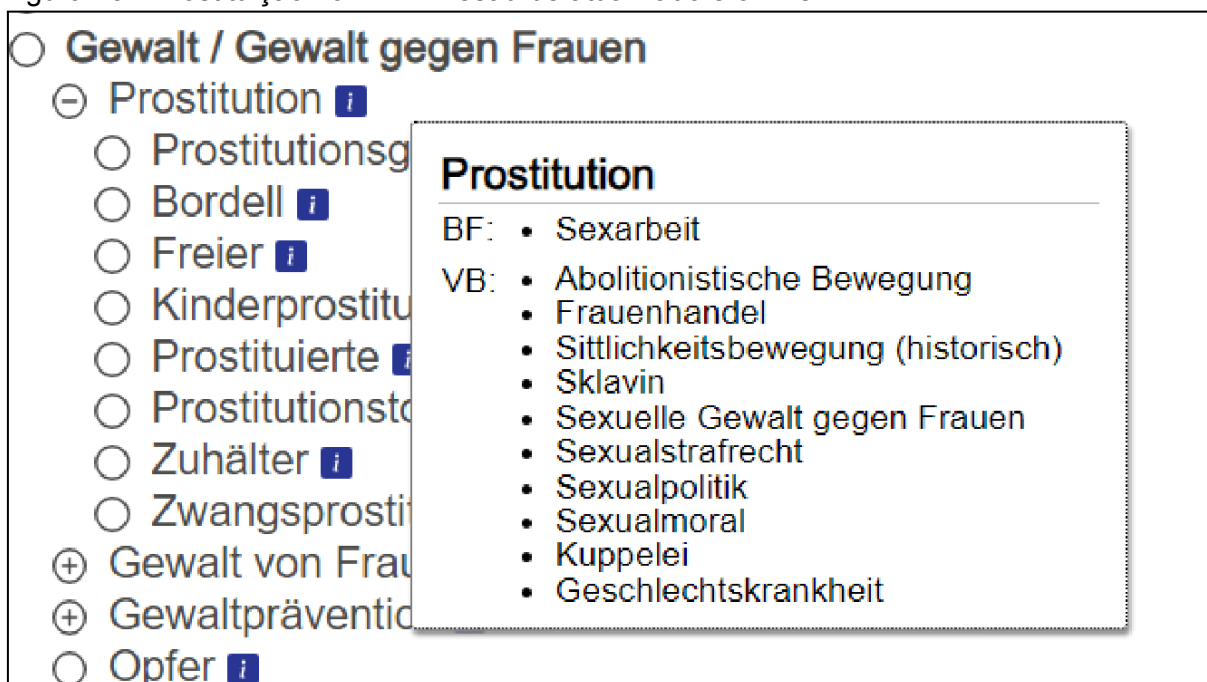 Gewalt / Gewalt gegen Frauen
Prostitution i
Prostitutionsg
Bordell i
Freier i
Kinderprostitu
Prostituierte i
Prostitutionsto
Zuhälter i
Zwangsprostit
Gewalt von Frau
Gewaltpräventio
Opfer i
Prostitution
BF: • Sexarbeit
VB: • Abolitionistische Bewegung
• Frauenhandel
• Sittlichkeitsbewegung (historisch)
• Sklavin
• Sexuelle Gewalt gegen Frauen
• Sexualstrafrecht
• Sexualpolitik
• Sexualmoral
• Kuppelei
• Geschlechtskrankheit